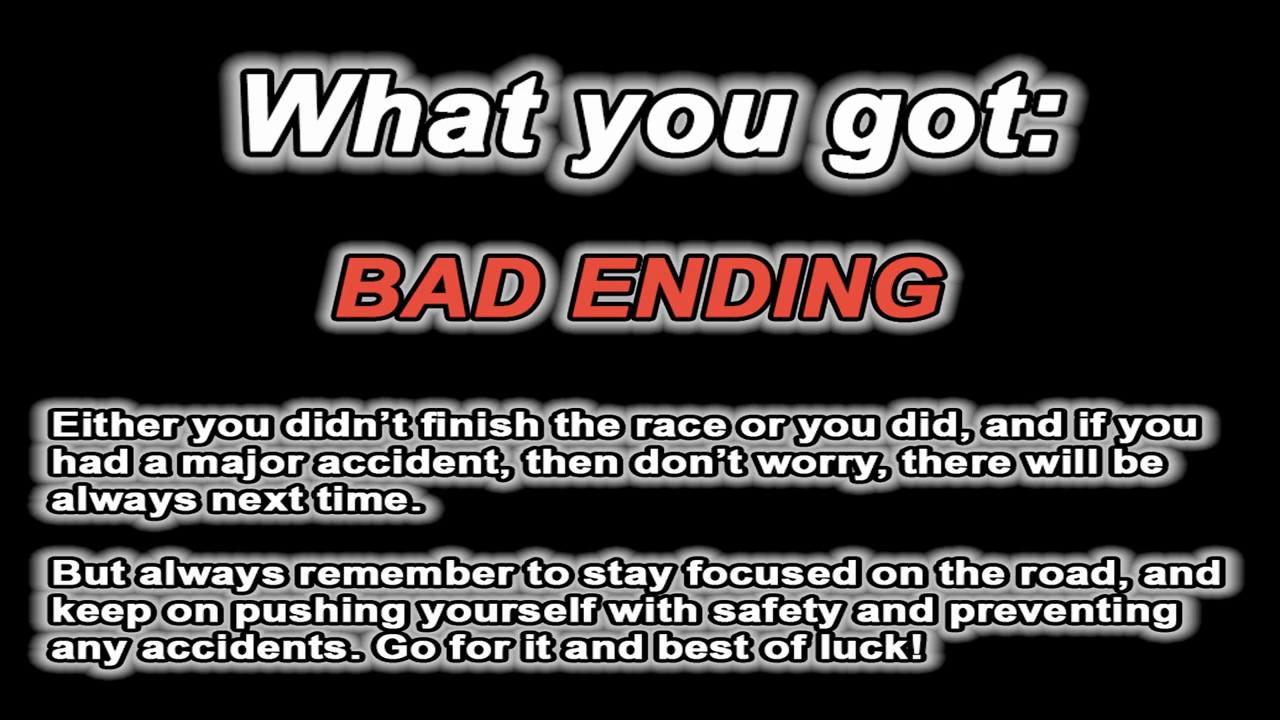 What you got:
BAD ENDING
Either you didn’t finish the race or you did, and if you
had a major accident, then don’t worry, there will be
always next time.
But always remember to stay focused on the road, and
keep on pushing yourself with safety and preventing
any accidents. Go for it and best of luck!